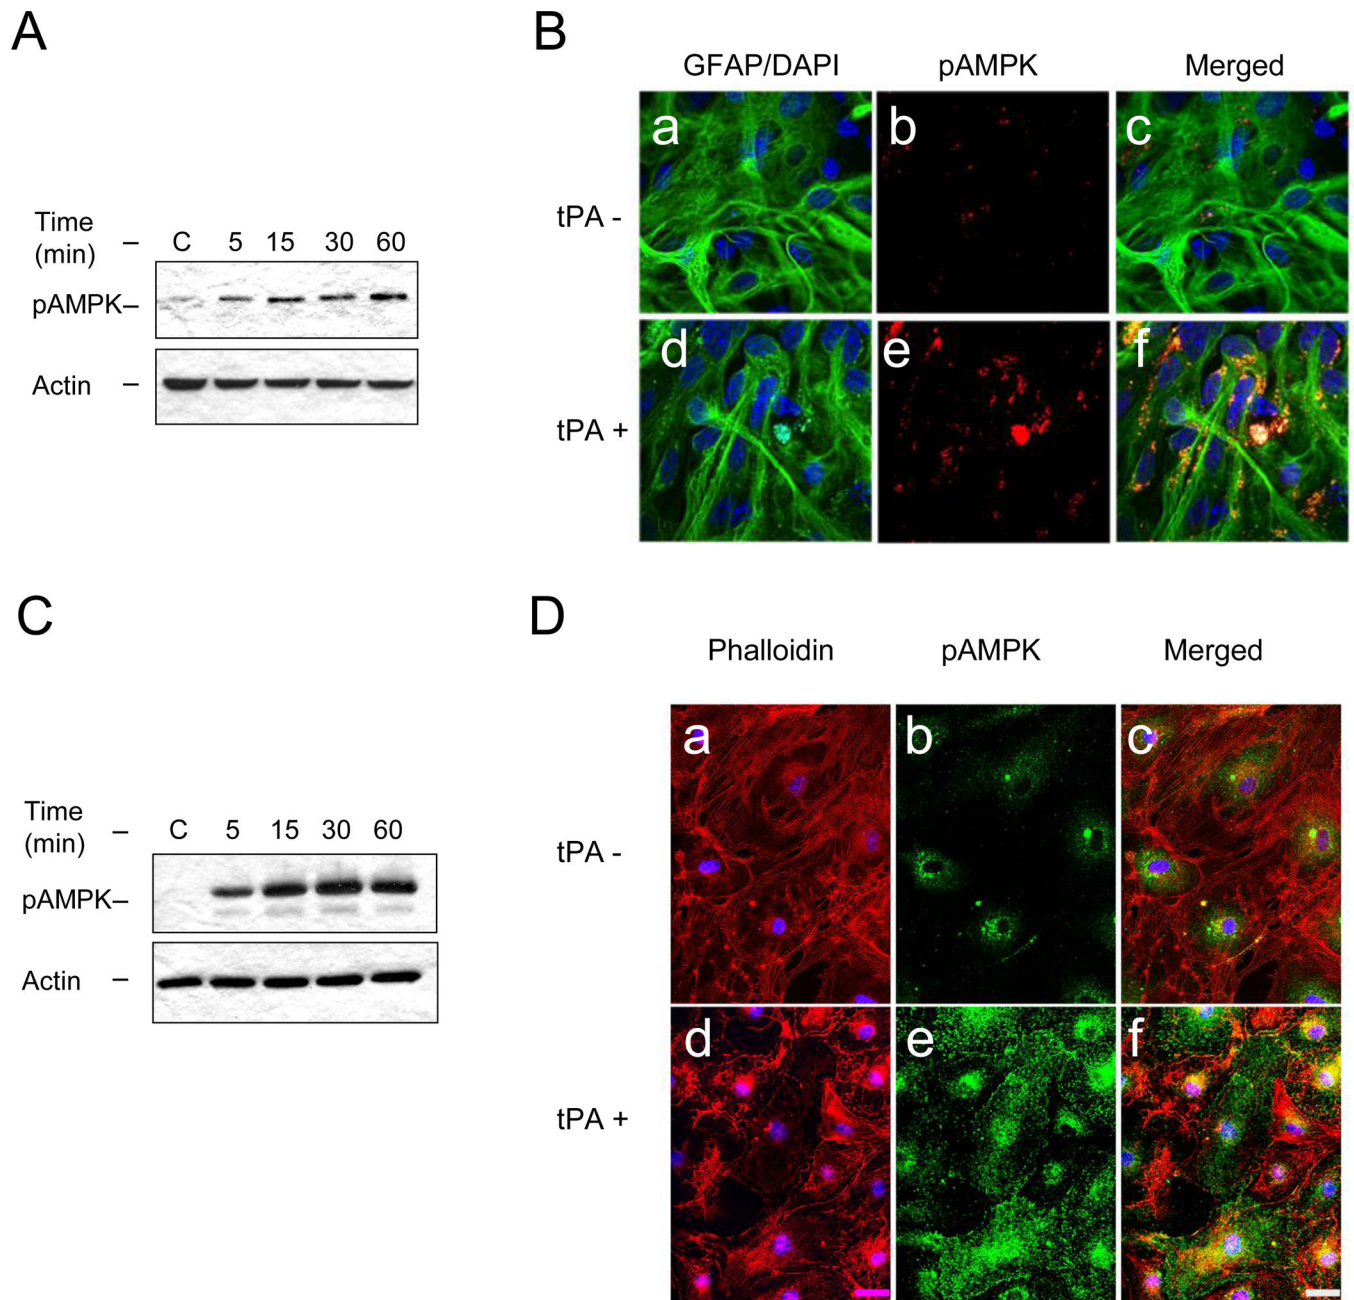 A
Time
(min) – C 5 15 30 60
pAMPK–
Actin –
B
GFAP/DAPI pAMPK Merged
tPA - a b c
tPA + d e f
C
Time
(min) – C 5 15 30 60
pAMPK–
Actin –
D
Phalloidin pAMPK Merged
tPA - a b c
tPA + d e f